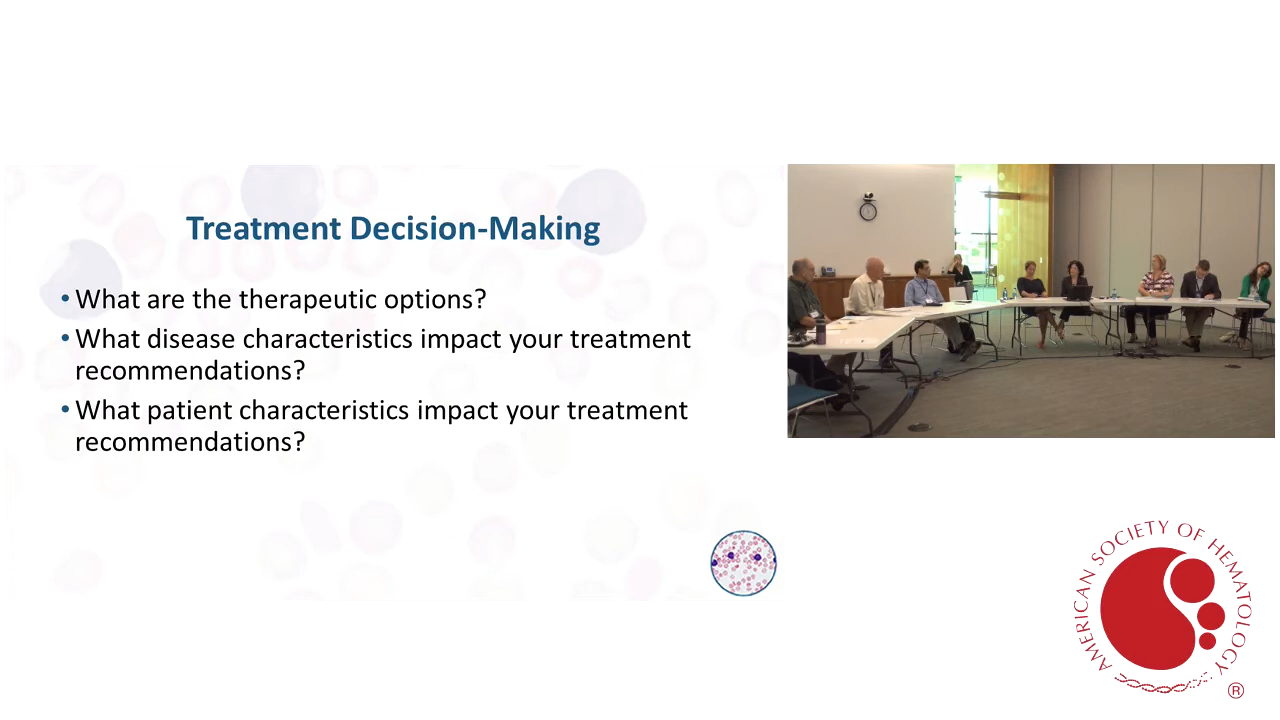 Treatment Decision-Making
• What are the therapeutic options?
• What disease characteristics impact your treatment
recommendations?
• What patient characteristics impact your treatment
recommendations?
AMERICAN SOCIETY OF HEMATOLOGY
®